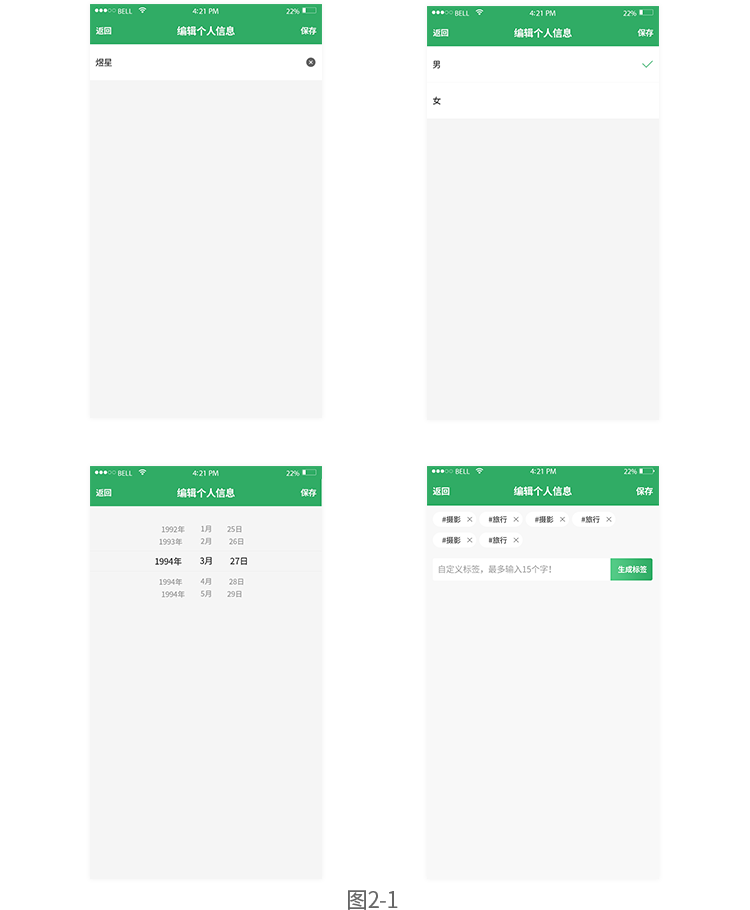 BELL 4:21 PM 22%
返回 编辑个人信息 保存
煜星
BELL 4:21 PM 22%
返回 编辑个人信息 保存
男
女
BELL 4:21 PM 22%
返回 编辑个人信息 保存
1992年 1月 25日
1993年 2月 26日
1994年 3月 27日
1994年 4月 28日
1994年 5月 29日
BELL 4:21 PM 22%
返回 编辑个人信息 保存
#摄影 #旅行 #摄影 #旅行
#摄影 #旅行
自定义标签，最多输入15个字！ 生成标签
图2-1